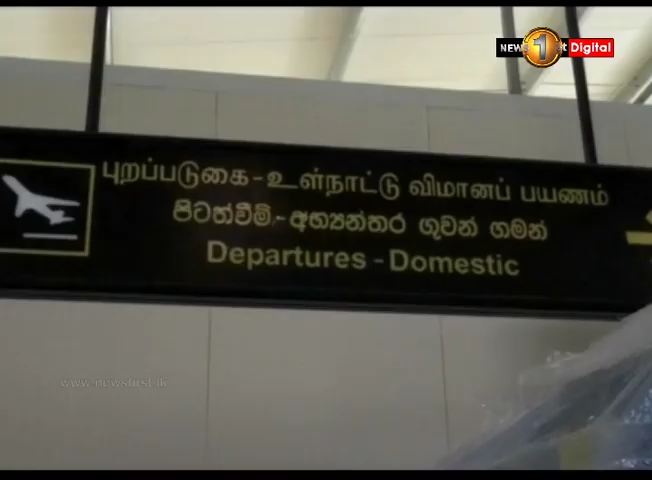 NEWS 1st Digital
புறப்படுகை - உள்நாட்டு விமானப் பயணம்
පිටත්වීම් - අභ්‍යන්තර ගුවන් ගමන්
Departures - Domestic
www.newsfirst.lk